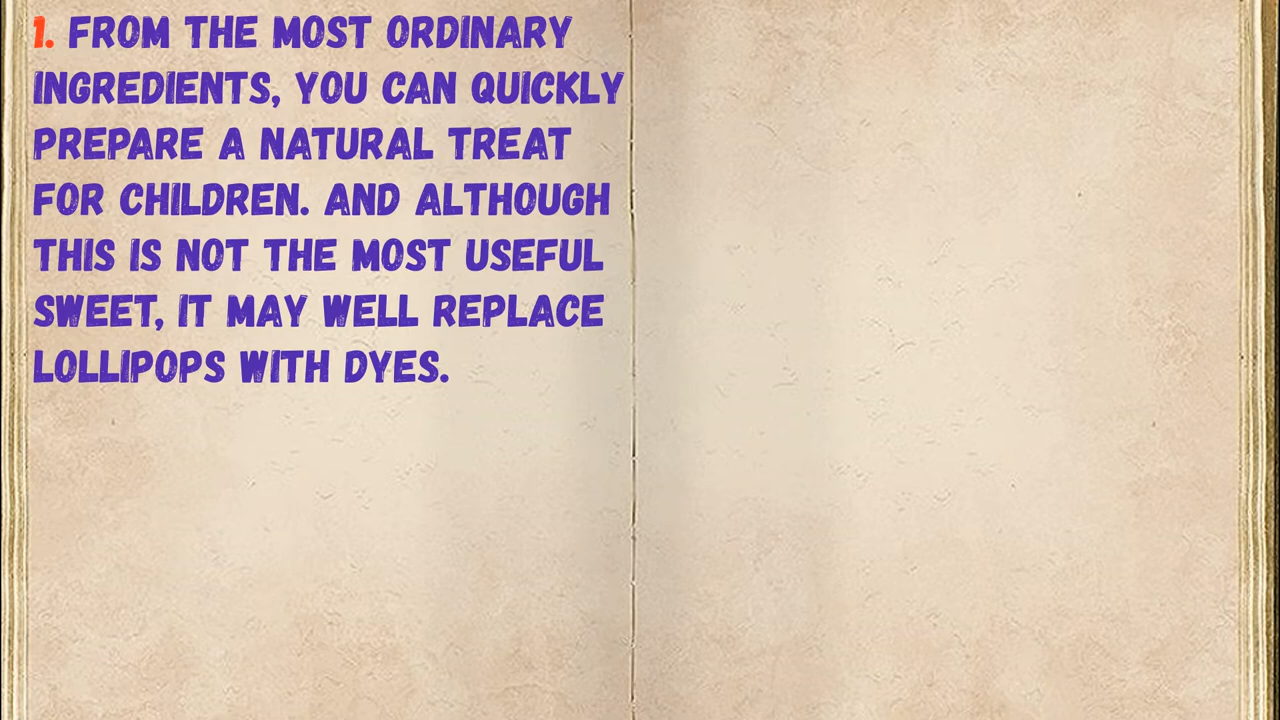 1. FROM THE MOST ORDINARY
INGREDIENTS, YOU CAN QUICKLY
PREPARE A NATURAL TREAT
FOR CHILDREN. AND ALTHOUGH
THIS IS NOT THE MOST USEFUL
SWEET, IT MAY WELL REPLACE
LOLLIPOPS WITH DYES.